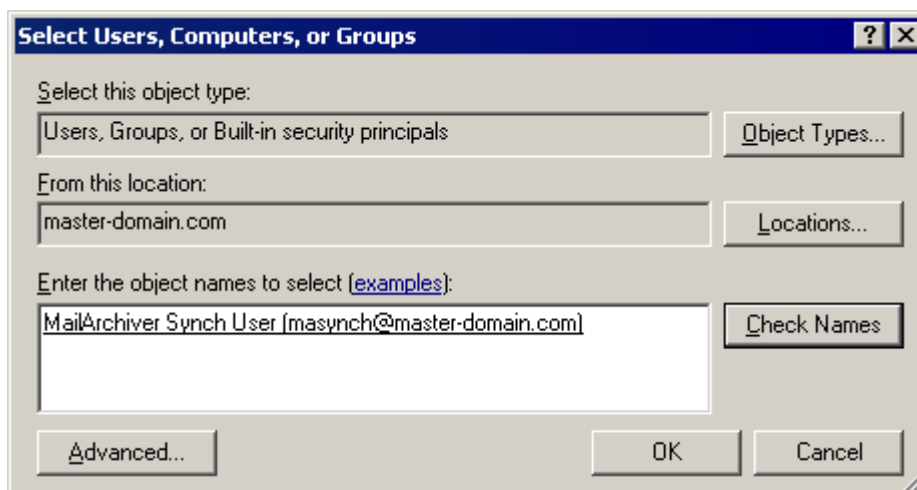 Select Users, Computers, or Groups
Select this object type:
Users, Groups, or Built-in security principals
Object Types...
From this location:
master-domain.com
Locations...
Enter the object names to select (examples):
MailArchiver Synch User (masynch@master-domain.com)
Check Names
Advanced...
OK
Cancel